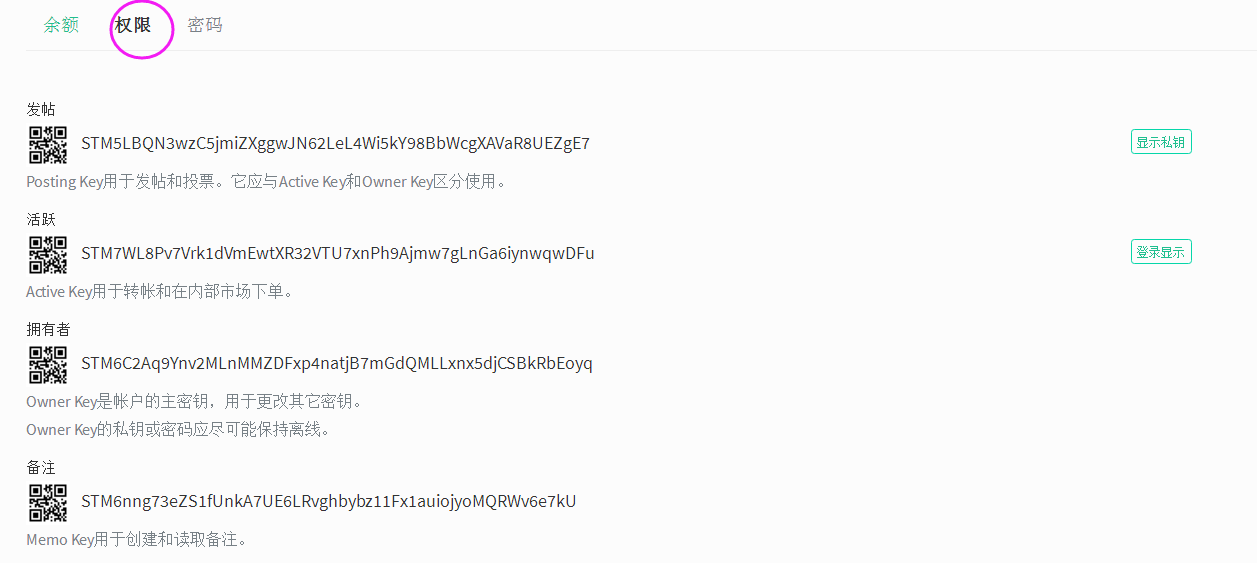 余额 权限 密码
发帖
STM5LBQN3wzC5jmiZXggwJN62LeL4Wi5kY98BbWcgXAVaR8UEZgE7 显示私钥
Posting Key用于发帖和投票。它应与Active Key和Owner Key区分使用。
活跃
STM7WL8Pv7Vrk1dVmEwtXR32VTU7xnPh9Ajmw7gLnGa6iynwqwDFu 登录显示
Active Key用于转帐和在内部市场下单。
拥有者
STM6C2Aq9Ynv2MLnMMZDFxp4natjB7mGdQMLLxnx5djCSBkRbEoyq
Owner Key是帐户的主密钥，用于更改其它密钥。
Owner Key的私钥或密码应尽可能保持离线。
备注
STM6nng73eZS1fUnkA7UE6LRvghbybz11Fx1auiojyoMQRWv6e7kU
Memo Key用于创建和读取备注。